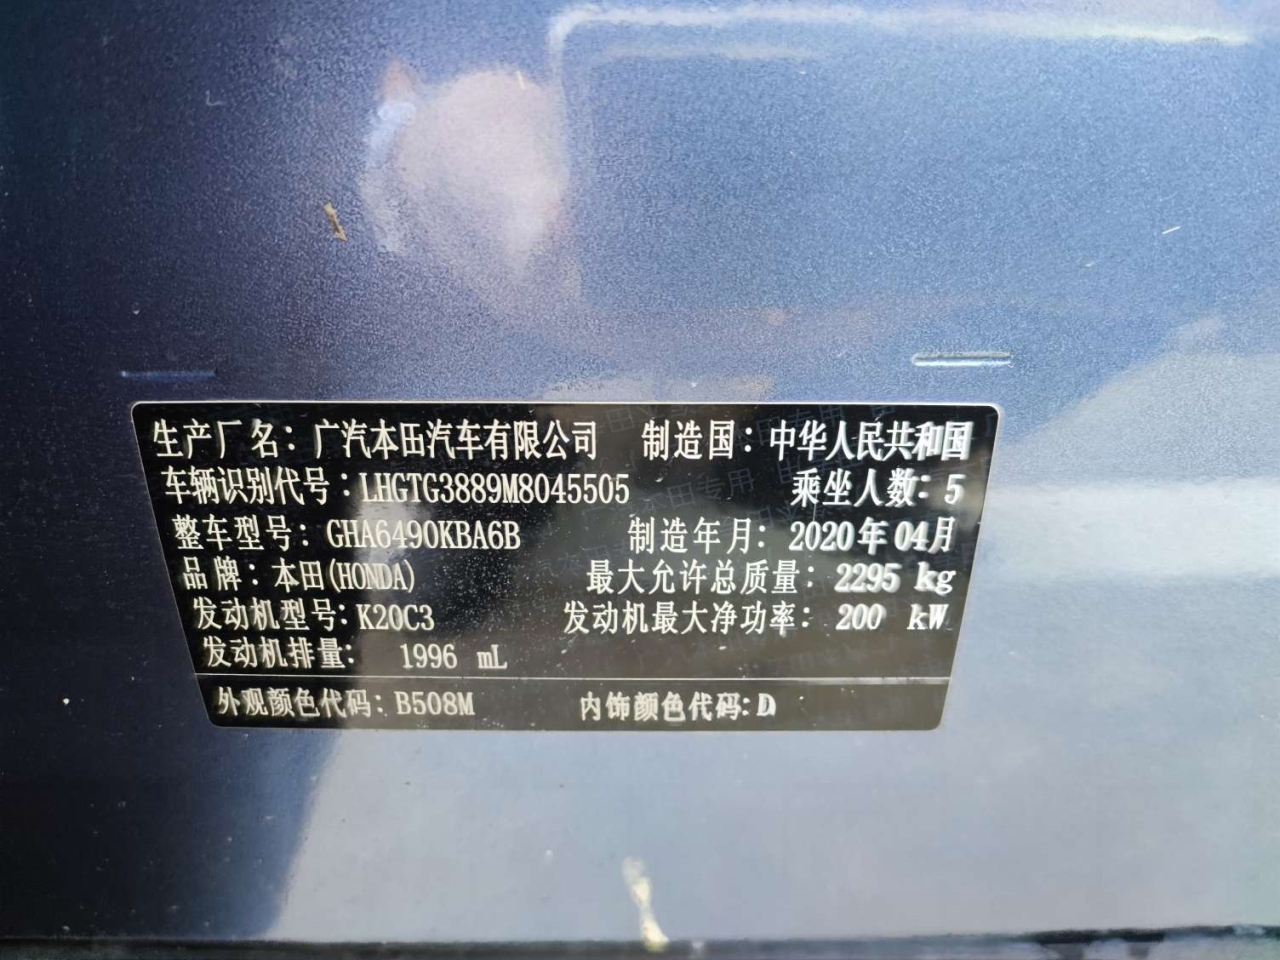 生产厂名：广汽本田汽车有限公司 制造国：中华人民共和国
车辆识别代号：LHGTG3889M8045505 乘坐人数：5
整车型号：GHA6490KBA6B 制造年月：2020年04月
品牌：本田(HONDA) 最大允许总质量：2295 kg
发动机型号：K20C3 发动机最大净功率：200 kW
发动机排量： 1996 mL
外观颜色代码：B508M 内饰颜色代码：D